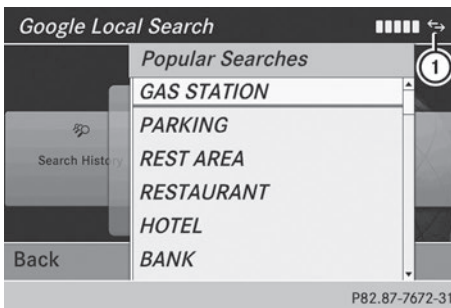 Google Local Search
1
Popular Searches
GAS STATION
PARKING
Search History
REST AREA
RESTAURANT
HOTEL
Back
BANK
P82.87-7672-31